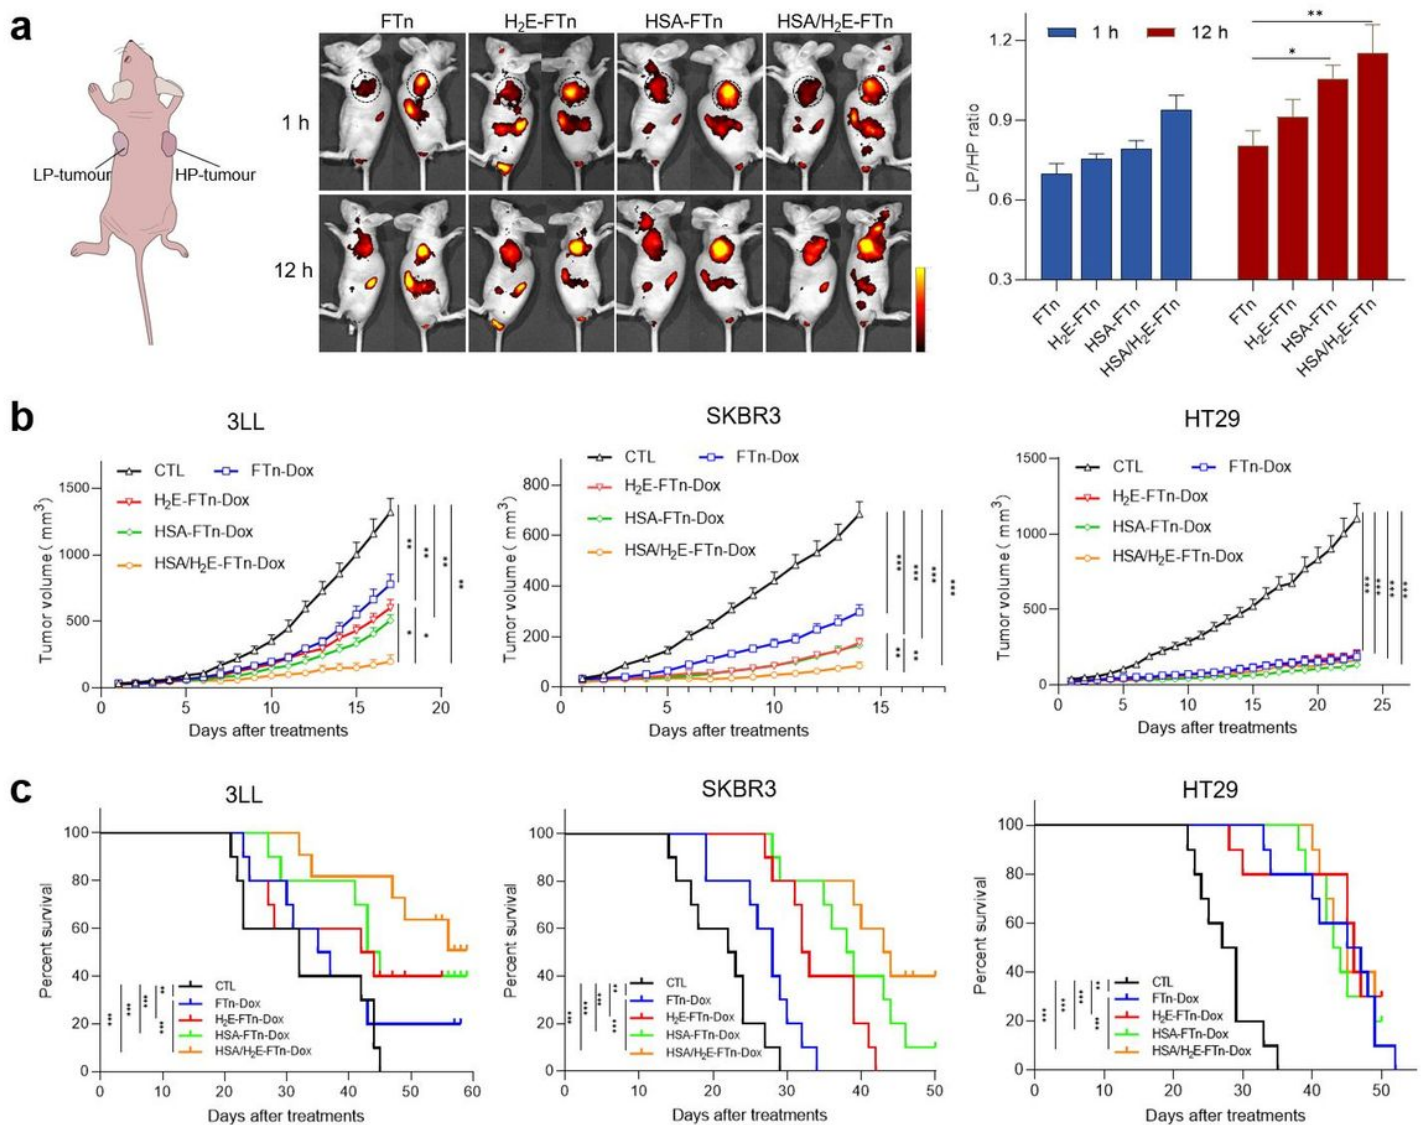 a
FTn H₂E-FTn HSA-FTn HSA/H₂E-FTn
1 h
12 h
LP-tumour HP-tumour
LP/HP ratio
1 h 12 h
** 
*
1.2
0.9
0.6
0.3
FTn H₂E-FTn HSA-FTn HSA/H₂E-FTn FTn H₂E-FTn HSA-FTn HSA/H₂E-FTn
b
3LL
Tumor volume ( mm³)
CTL FTn-Dox
H₂E-FTn-Dox
HSA-FTn-Dox
HSA/H₂E-FTn-Dox
1500
1000
500
0
** ** ** **
* *
0 5 10 15 20
Days after treatments
SKBR3
Tumor volume ( mm³)
CTL FTn-Dox
H₂E-FTn-Dox
HSA-FTn-Dox
HSA/H₂E-FTn-Dox
800
600
400
200
0
*** *** *** ***
** **
0 5 10 15
Days after treatments
HT29
Tumor volume ( mm³)
CTL FTn-Dox
H₂E-FTn-Dox
HSA-FTn-Dox
HSA/H₂E-FTn-Dox
1500
1000
500
0
*** *** *** ***
0 5 10 15 20 25
Days after treatments
c
3LL
Percent survival
100
80
60
40
20
0
*** *** *** ** ***
CTL
FTn-Dox
H₂E-FTn-Dox
HSA-FTn-Dox
HSA/H₂E-FTn-Dox
0 10 20 30 40 50 60
Days after treatments
SKBR3
Percent survival
100
80
60
40
20
0
*** *** *** ** ***
CTL
FTn-Dox
H₂E-FTn-Dox
HSA-FTn-Dox
HSA/H₂E-FTn-Dox
0 10 20 30 40 50
Days after treatments
HT29
Percent survival
100
80
60
40
20
0
*** *** *** ** ***
CTL
FTn-Dox
H₂E-FTn-Dox
HSA-FTn-Dox
HSA/H₂E-FTn-Dox
0 10 20 30 40 50
Days after treatments